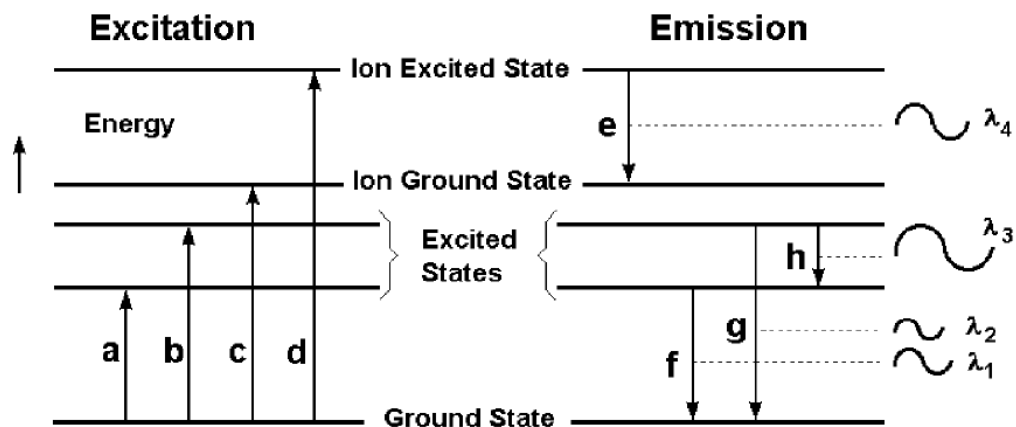 Excitation
Emission
Ion Excited State
Energy
e
λ4
Ion Ground State
Excited
States
λ3
h
a
b
c
d
g
f
λ2
λ1
Ground State